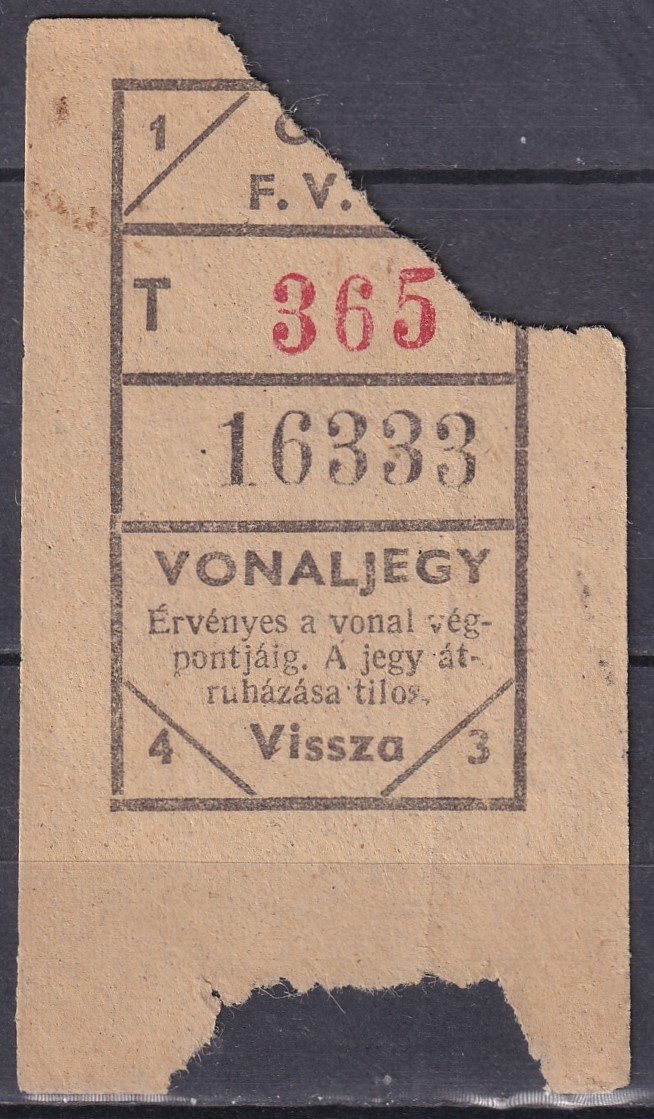 1
F. V.
T 365
16333
VONALJEGY
Érvényes a vonal vég-
pontjáig. A jegy át-
ruházása tilos.
4 Vissza 3